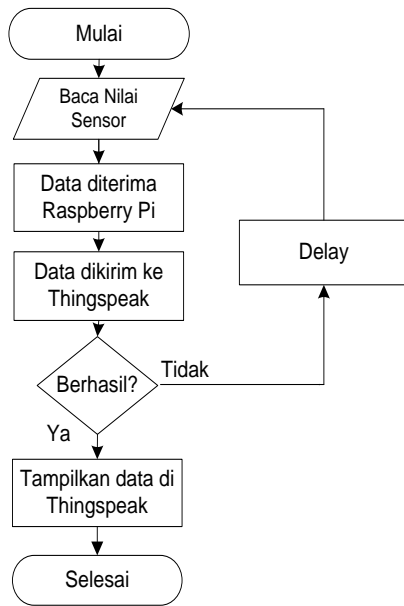 Mulai
Baca Nilai
Sensor
Data diterima
Raspberry Pi
Data dikirim ke
Thingspeak
Delay
Berhasil?
Tidak
Ya
Tampilkan data di
Thingspeak
Selesai